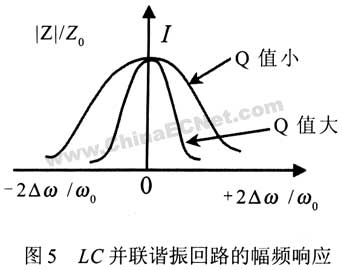 |Z|/Z₀
I
Q 值小
Q 值大
www.ChinaECNet.com
-2Δω /ω₀
0
+2Δω /ω₀
图 5 LC 并联谐振回路的幅频响应